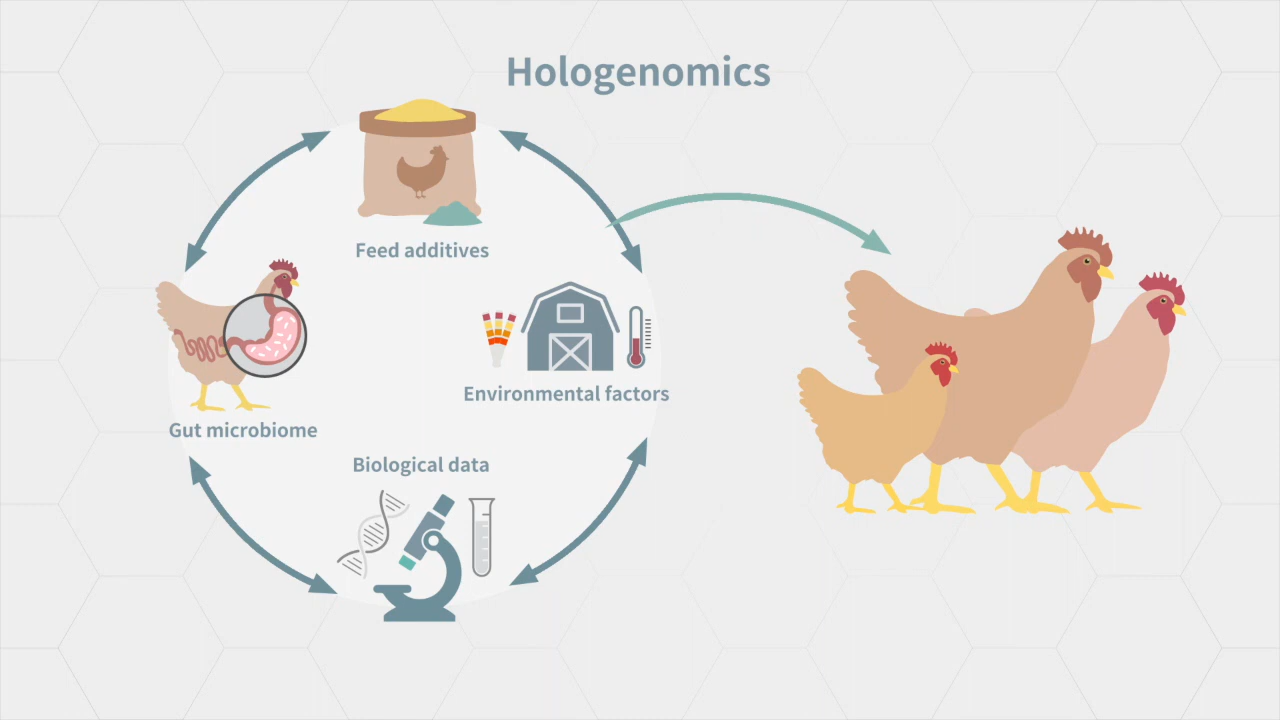 Hologenomics
Feed additives
Environmental factors
Gut microbiome
Biological data